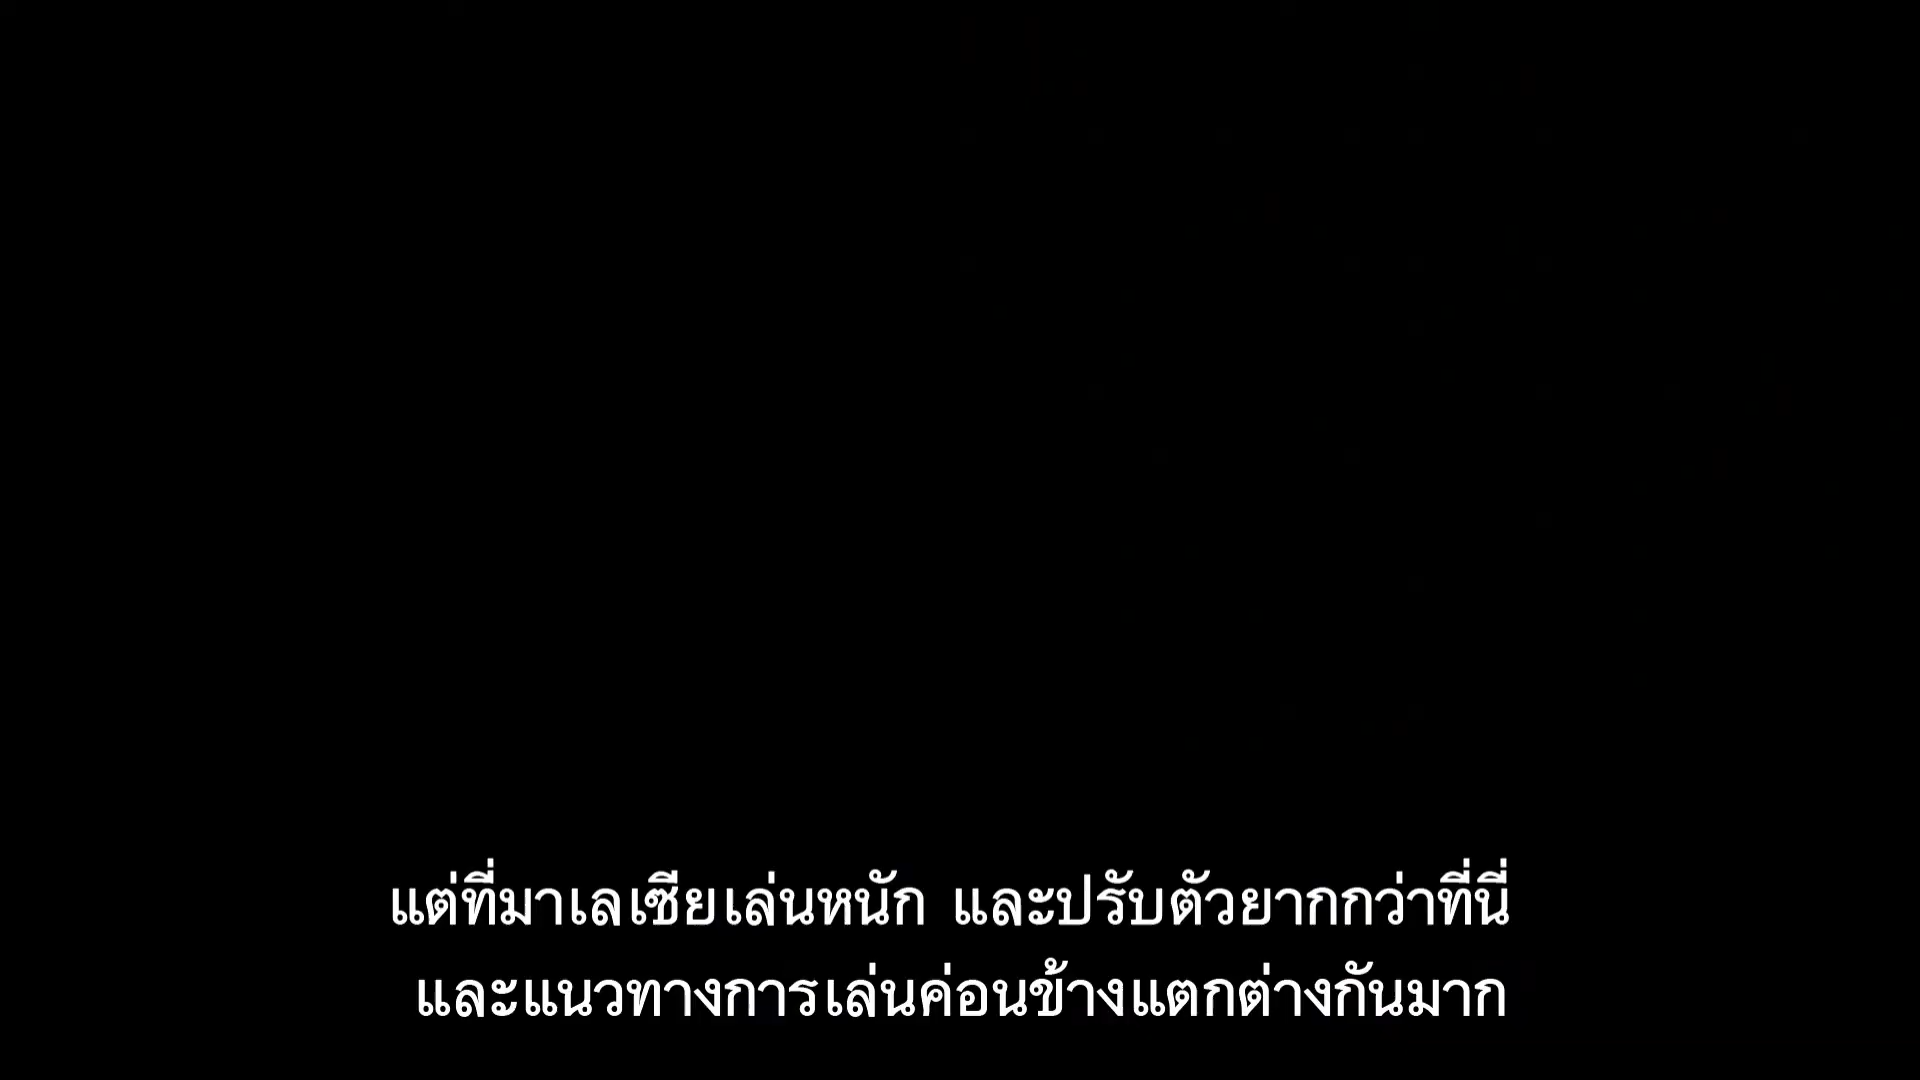 แต่ที่มาเลเซียเล่นหนัก และปรับตัวยากกว่าที่นี่
และแนวทางการเล่นค่อนข้างแตกต่างกันมาก